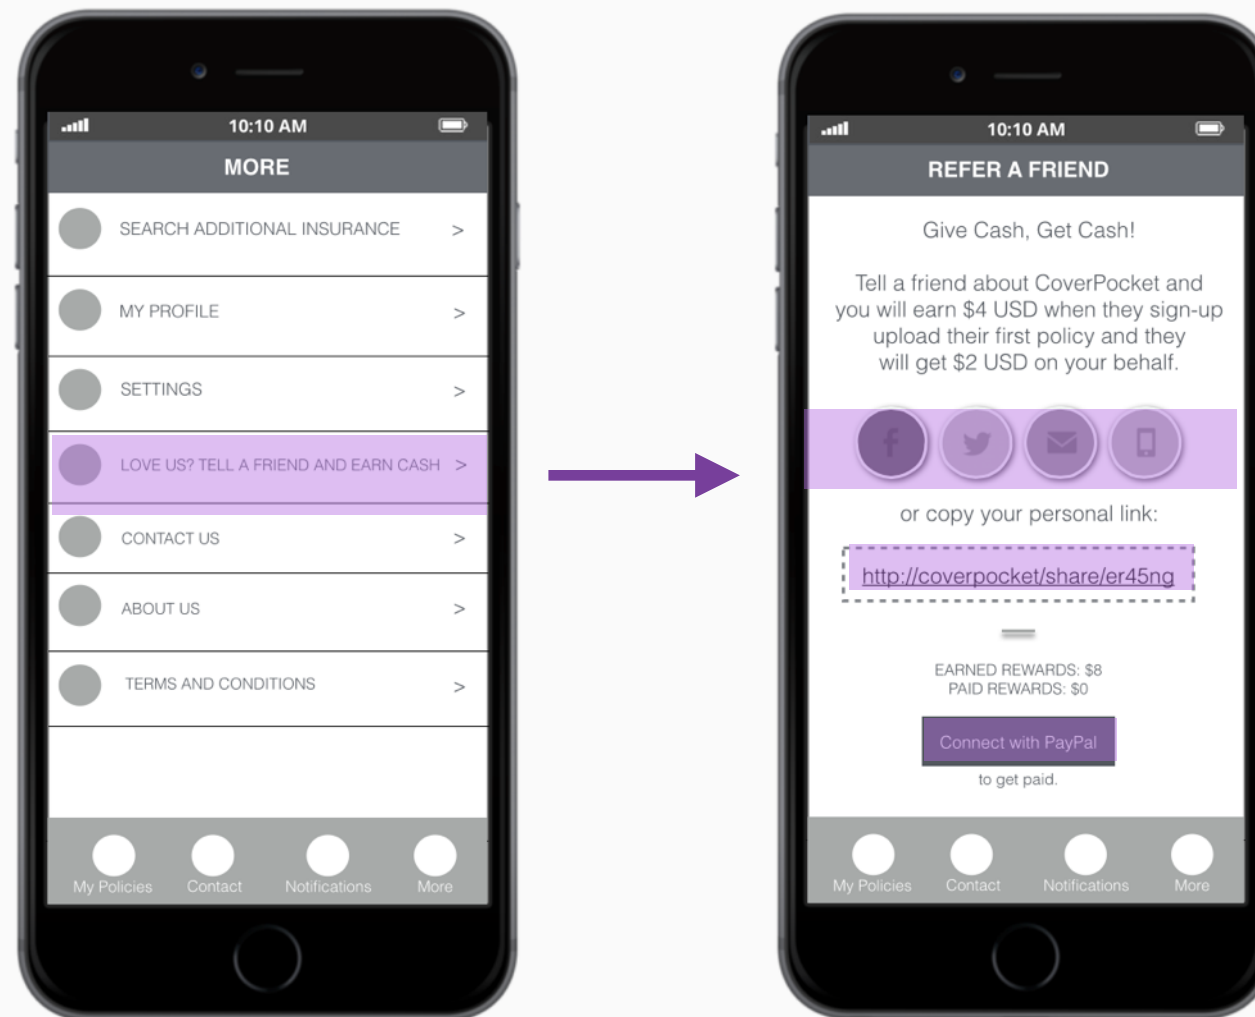 10:10 AM
MORE
SEARCH ADDITIONAL INSURANCE >
MY PROFILE >
SETTINGS >
LOVE US? TELL A FRIEND AND EARN CASH >
CONTACT US >
ABOUT US >
TERMS AND CONDITIONS >
My Policies Contact Notifications More
10:10 AM
REFER A FRIEND
Give Cash, Get Cash!
Tell a friend about CoverPocket and
you will earn $4 USD when they sign-up
upload their first policy and they
will get $2 USD on your behalf.
or copy your personal link:
http://coverpocket/share/er45ng
EARNED REWARDS: $8
PAID REWARDS: $0
Connect with PayPal
to get paid.
My Policies Contact Notifications More